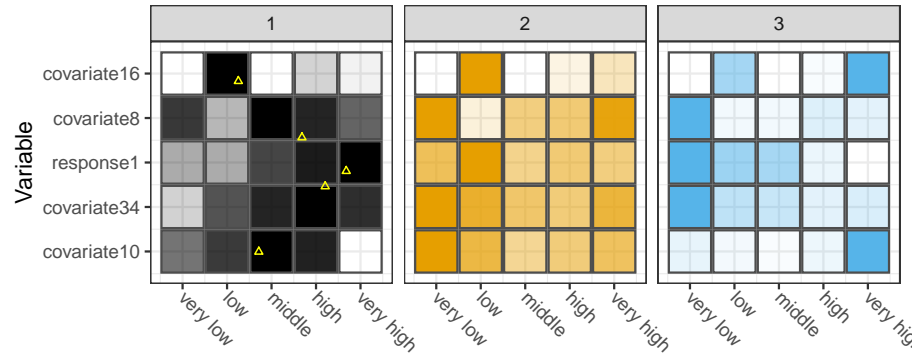 1 2 3
Variable
covariate16
covariate8
response1
covariate34
covariate10
very low low middle high very high very low low middle high very high very low low middle high very high